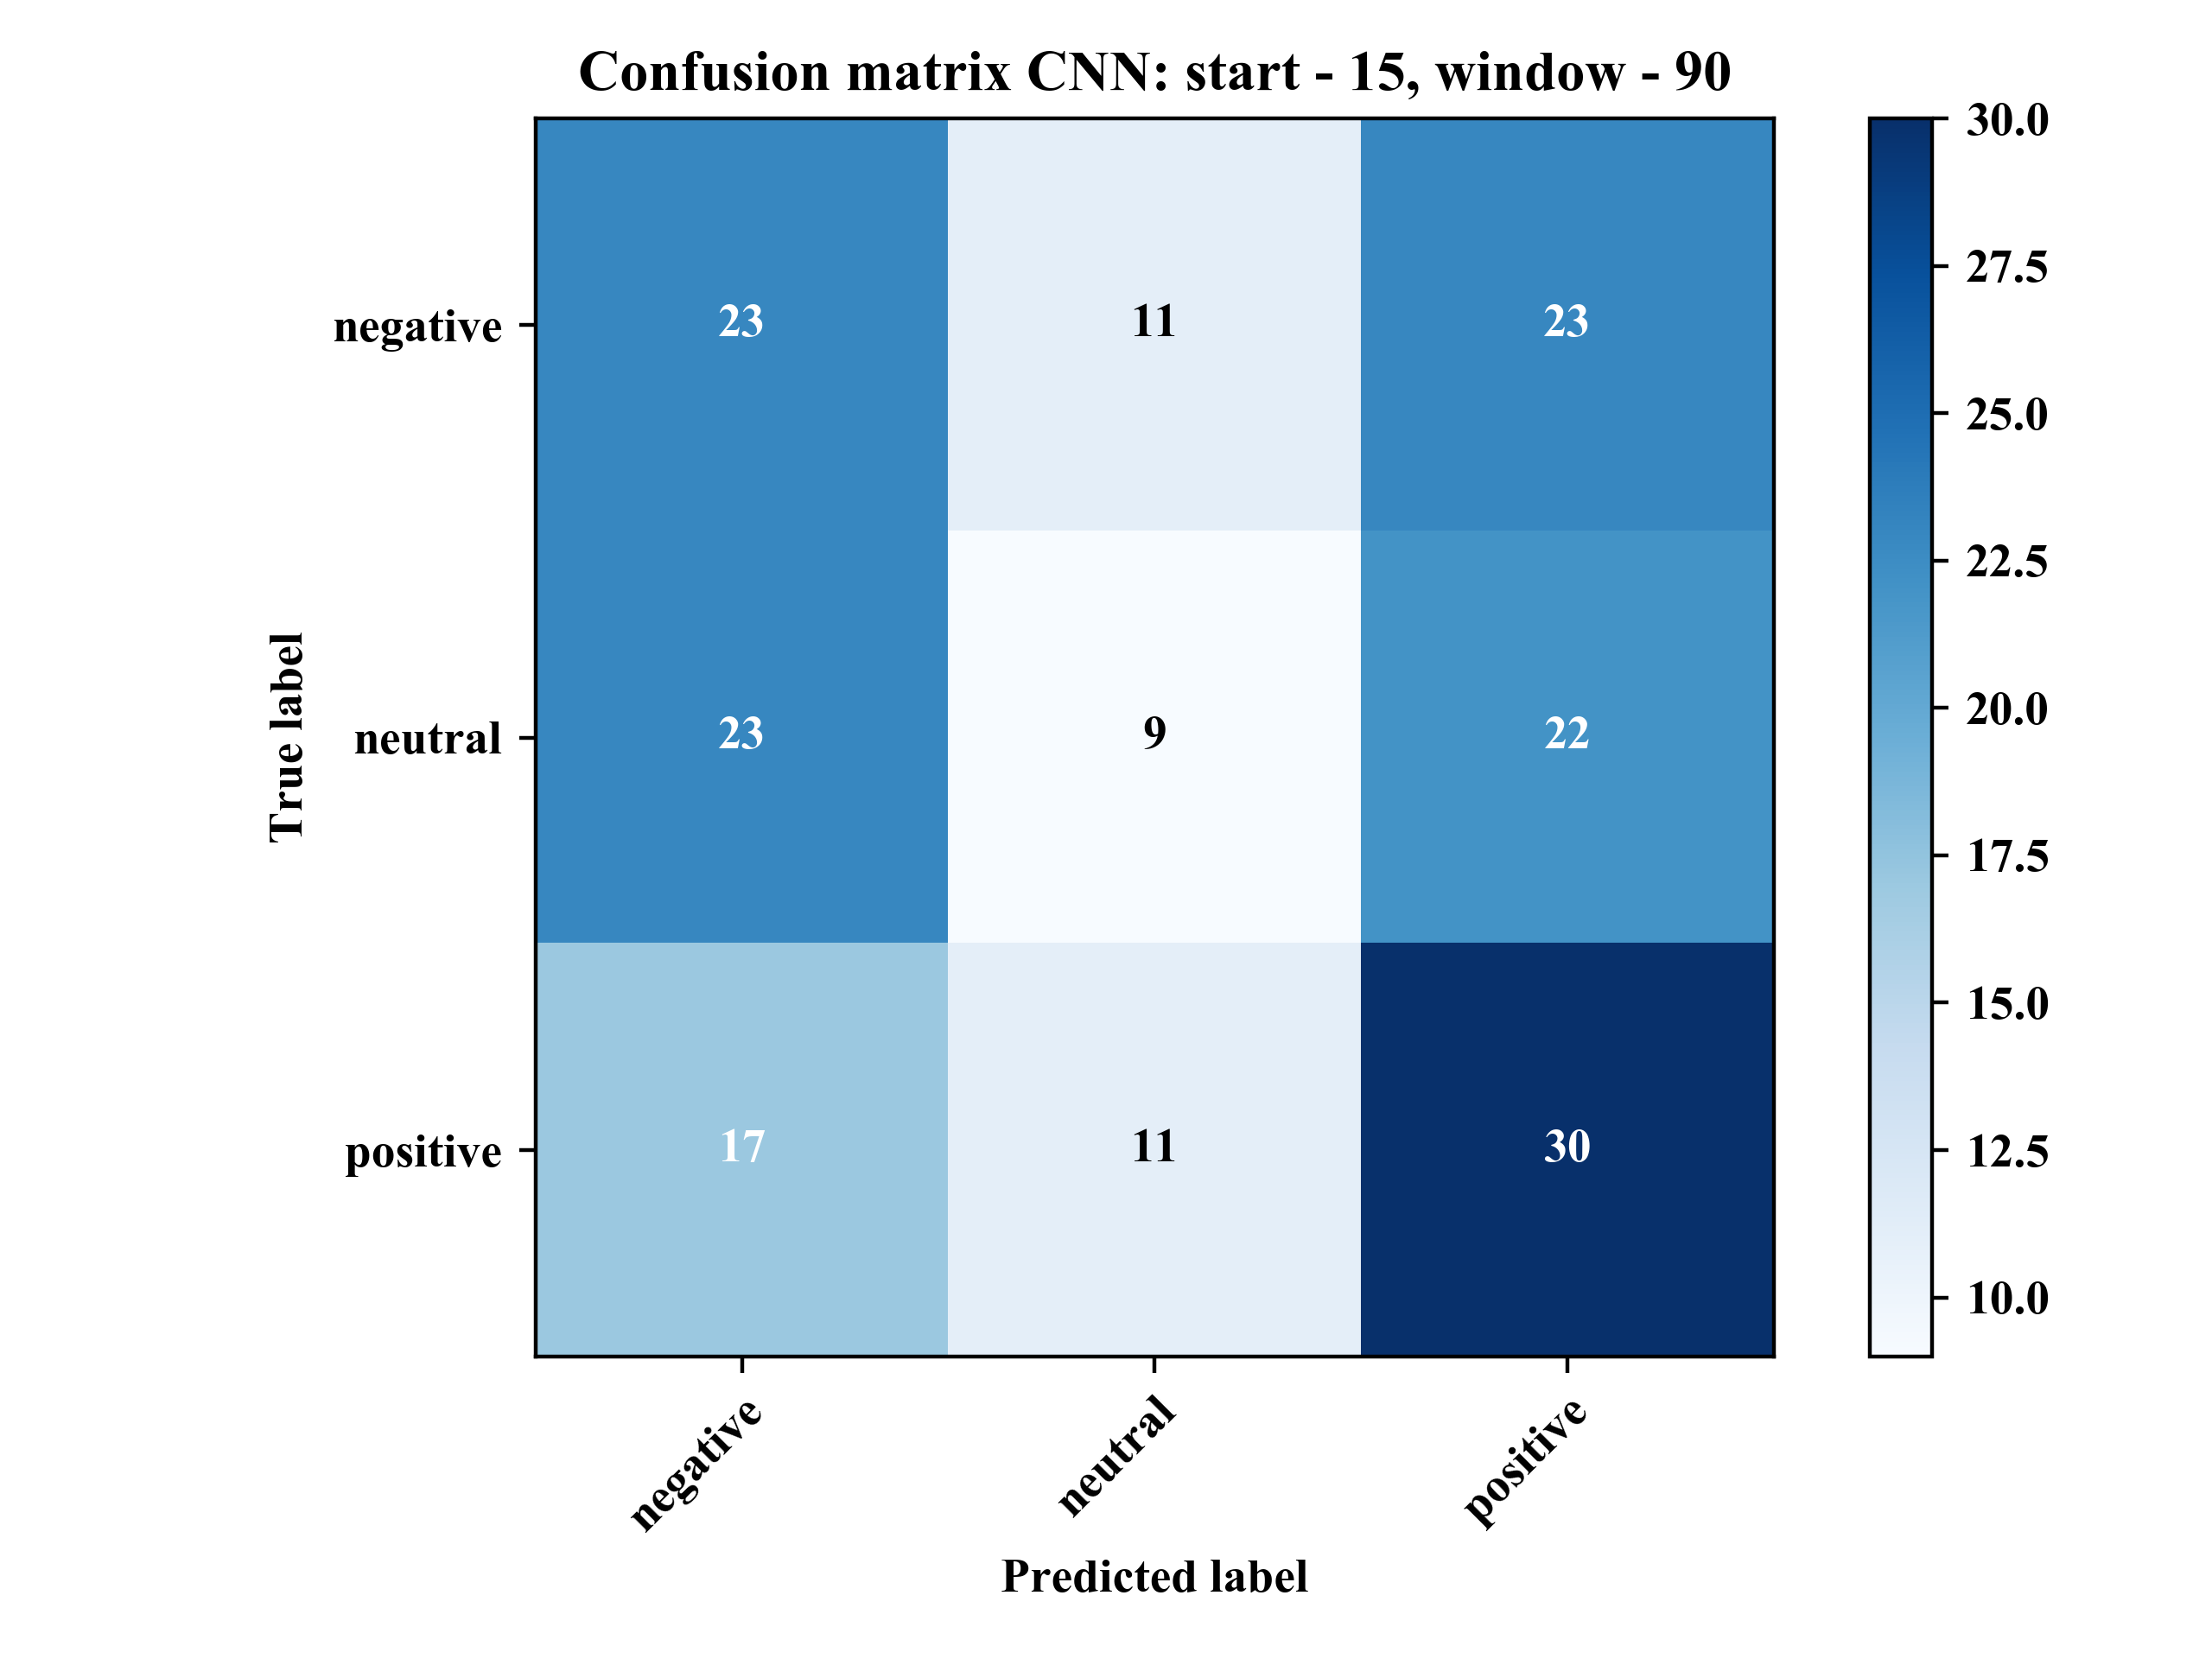 Confusion matrix CNN: start - 15, window - 90
30.0
27.5
25.0
22.5
20.0
17.5
15.0
12.5
10.0
True label
negative
23
11
23
neutral
23
9
22
positive
17
11
30
negative
neutral
positive
Predicted label